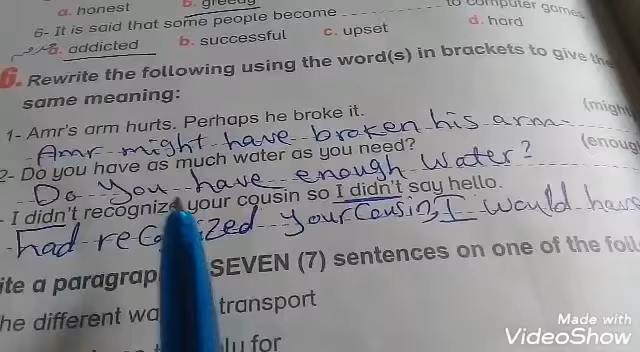 a. honest b. greedy
6- It is said that some people become to computer games
a. addicted b. successful c. upset d. hard
6. Rewrite the following using the word(s) in brackets to give the
same meaning:
1- Amr's arm hurts. Perhaps he broke it. (migh
Amr might have broken his arm.
2- Do you have as much water as you need? (enoug
Do you have enough water?
- I didn't recognize your cousin so I didn't say hello.
had your Cousin, I would have
ite a paragrap SEVEN (7) sentences on one of the foll
he different wa transport
ly for
Made with
VideoShow